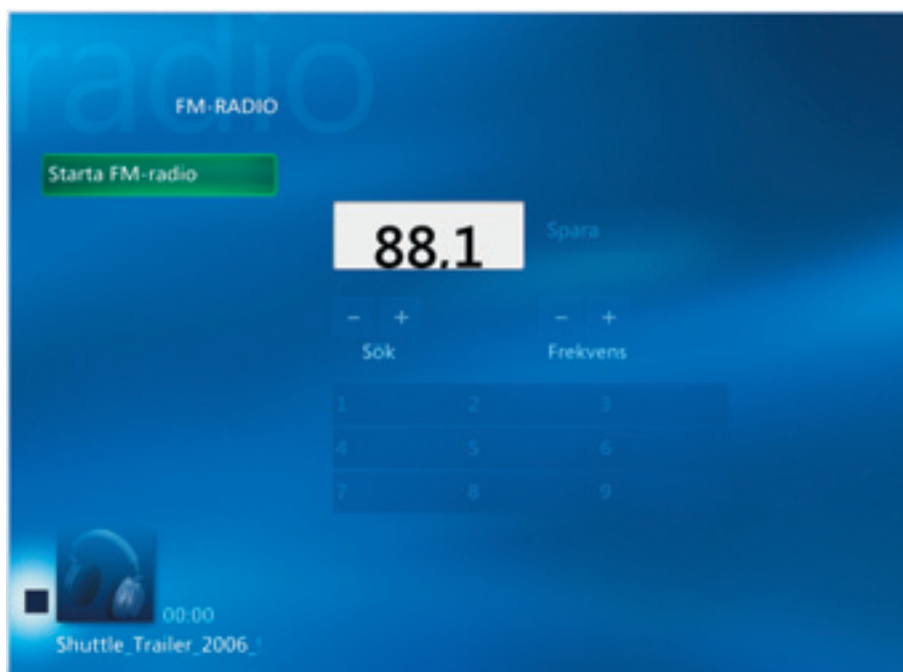 radio
FM-RADIO
Starta FM-radio
88,1
Spara
- + - +
Sök Frekvens
1 2 3
4 5 6
7 8 9
00:00
Shuttle_Trailer_2006_